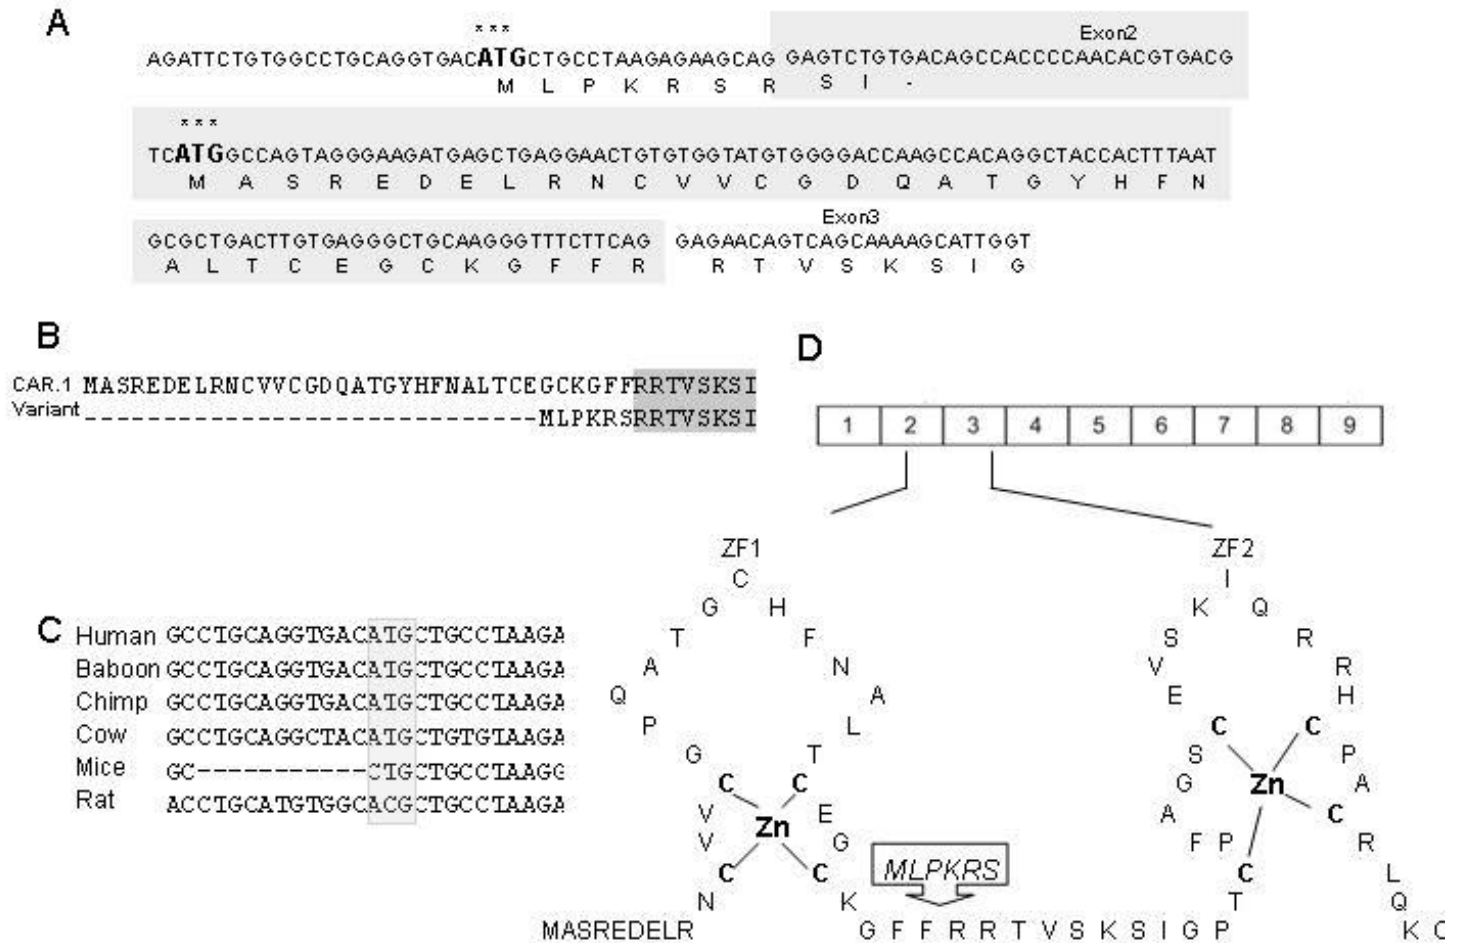 A
***
Exon2
AGATTCTGTGGCCTGCAGGTGACATGCTGCCTAAGAGAAGCAG GAGTCTGTGACAGCCACCCCAACACGTGACG
M L P K R S R S I -
***
TCATGGCCAGTAGGGAAGATGAGCTGAGGAACTGTGTGGTATGTGGGGACCAAGCCACAGGCTACCACTTTAAT
M A S R E D E L R N C V V C G D Q A T G Y H F N
Exon3
GCGCTGACTTGTGAGGGCTGCAAGGGTTTCTTCAG GAGAACAGTCAGCAAAAGCATTGGT
A L T C E G C K G F F R R T V S K S I G
B
CAR.1 MASREDELRNCVVCGDQATGYHFNALTCEGCKGFFRRTVSKSI
Variant ----------------------------MLPKRSRRTVSKSI
C
Human GCCTGCAGGTGACATGCTGCCTAAGA
Baboon GCCTGCAGGTGACATGCTGCCTAAGA
Chimp GCCTGCAGGTGACATGCTGCCTAAGA
Cow GCCTGCAGGCTACATGCTGTGTAAGA
Mice GC-----------CTGCTGCCTAAGG
Rat ACCTGCATGTGGCACGCTGCCTAAGA
D
1 2 3 4 5 6 7 8 9
ZF1 ZF2
C I
G H K Q
T F S R
A N V R
Q A E H
P L C C
G T S P
C C G Zn A
V E A C
Zn
V G F P R
C C C L
MLPKRS
N K T Q
MASREDELR G F F R R T V S K S I G P K C